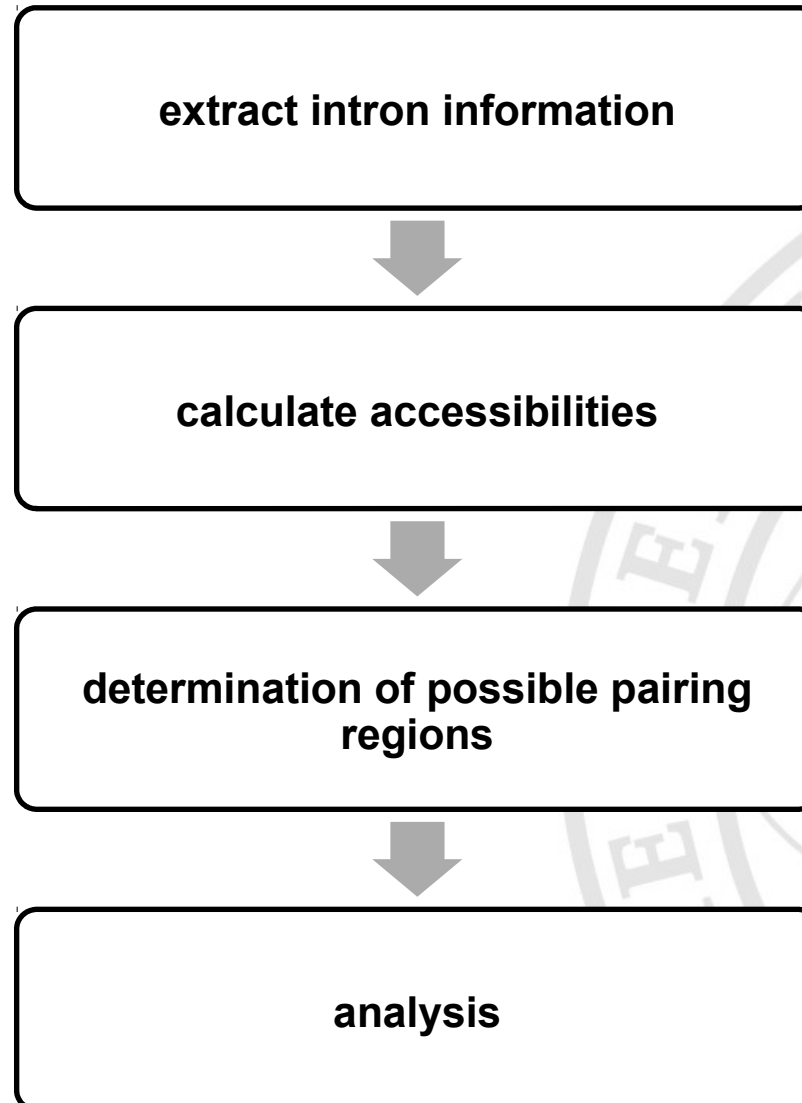 extract intron information
calculate accessibilities
determination of possible pairing
regions
analysis